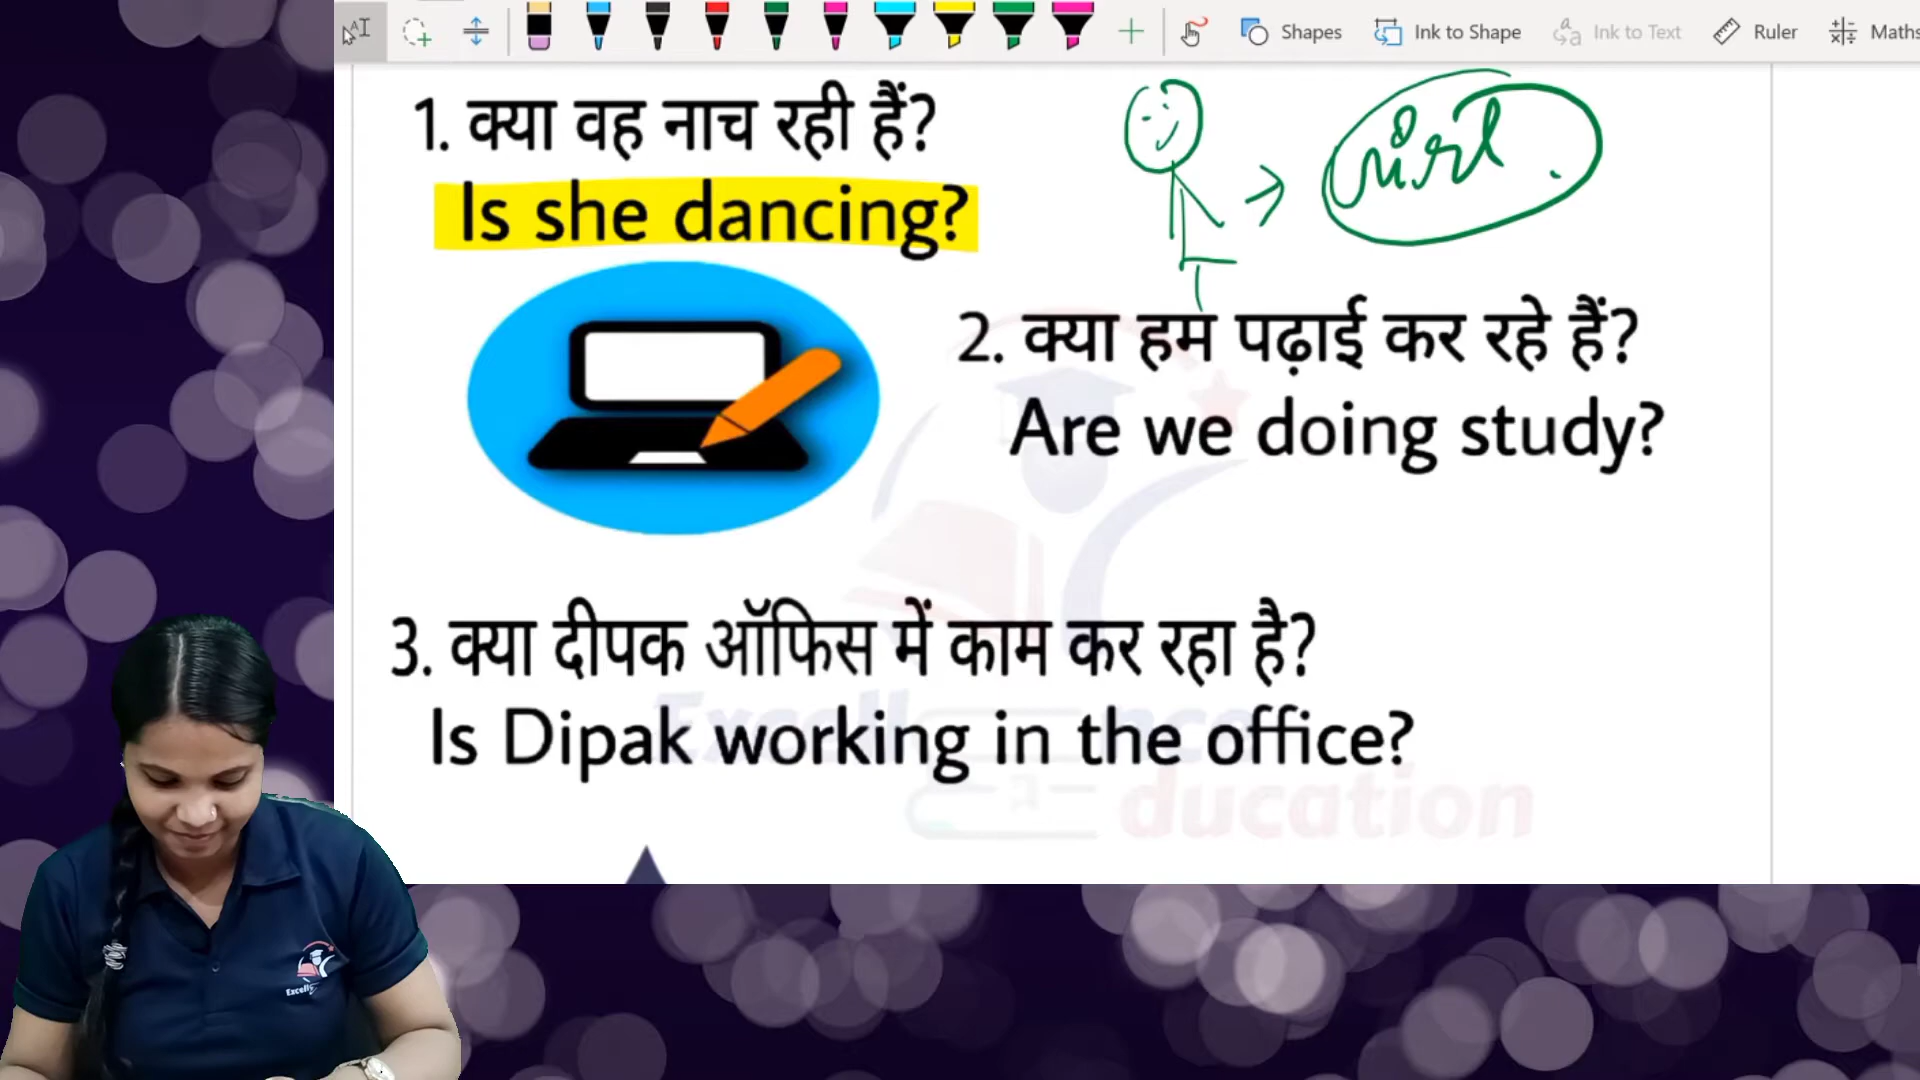 Shapes
Ink to Shape
Ink to Text
Ruler
Maths
1. क्या वह नाच रही हैं?
Is she dancing?
2. क्या हम पढ़ाई कर रहे हैं?
Are we doing study?
3. क्या दीपक ऑफिस में काम कर रहा है?
Is Dipak working in the office?
ducation